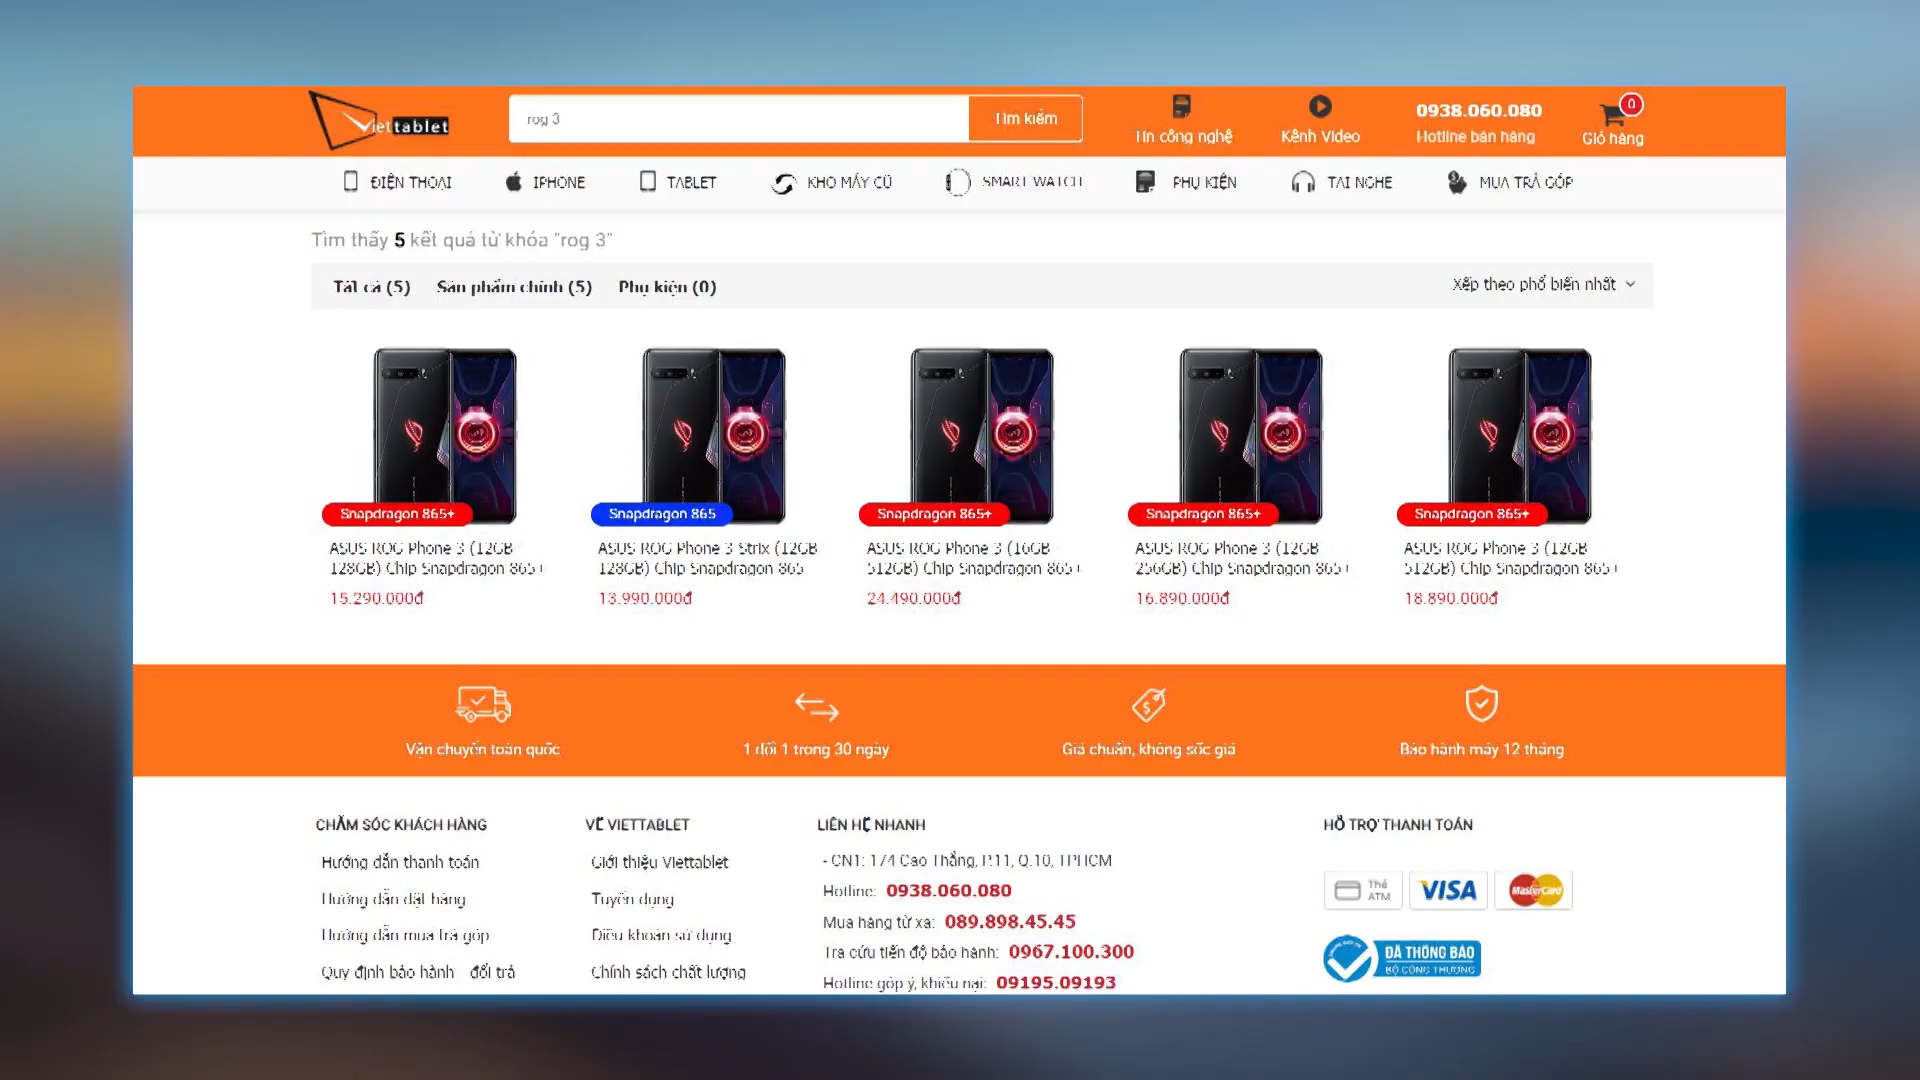 Viettablet
rog 3
Tìm kiếm
Tin công nghệ
Kênh Video
0938.060.080
Hotline bán hàng
0
Giỏ hàng
ĐIỆN THOẠI
IPHONE
TABLET
KHO MÁY CŨ
SMART WATCH
PHỤ KIỆN
TAI NGHE
MUA TRẢ GÓP
Tìm thấy 5 kết quả từ khóa "rog 3"
Tất cả (5)
Sản phẩm chính (5)
Phụ kiện (0)
Xếp theo phổ biến nhất
Snapdragon 865+
ASUS ROG Phone 3 (12GB
128GB) Chip Snapdragon 865+
15.290.000đ
Snapdragon 865
ASUS ROG Phone 3 Strix (12GB
128GB) Chip Snapdragon 865
13.990.000đ
Snapdragon 865+
ASUS ROG Phone 3 (16GB
512GB) Chip Snapdragon 865+
24.490.000đ
Snapdragon 865+
ASUS ROG Phone 3 (12GB
256GB) Chip Snapdragon 865+
16.890.000đ
Snapdragon 865+
ASUS ROG Phone 3 (12GB
512GB) Chip Snapdragon 865+
18.890.000đ
Vận chuyển toàn quốc
1 đổi 1 trong 30 ngày
Giá chuẩn, không sốc giá
Bảo hành máy 12 tháng
CHĂM SÓC KHÁCH HÀNG
Hướng dẫn thanh toán
Hướng dẫn đặt hàng
Hướng dẫn mua trả góp
Quy định bảo hành - đổi trả
VỀ VIETTABLET
Giới thiệu Viettablet
Tuyển dụng
Điều khoản sử dụng
Chính sách chất lượng
LIÊN HỆ NHANH
- CN1: 174 Cao Thắng, P.11, Q.10, TPHCM
Hotline: 0938.060.080
Mua hàng từ xa: 089.898.45.45
Tra cứu tiến độ bảo hành: 0967.100.300
Hotline góp ý, khiếu nại: 09195.09193
HỖ TRỢ THANH TOÁN
Thẻ
ATM
VISA
MasterCard
ĐÃ THÔNG BÁO
BỘ CÔNG THƯƠNG